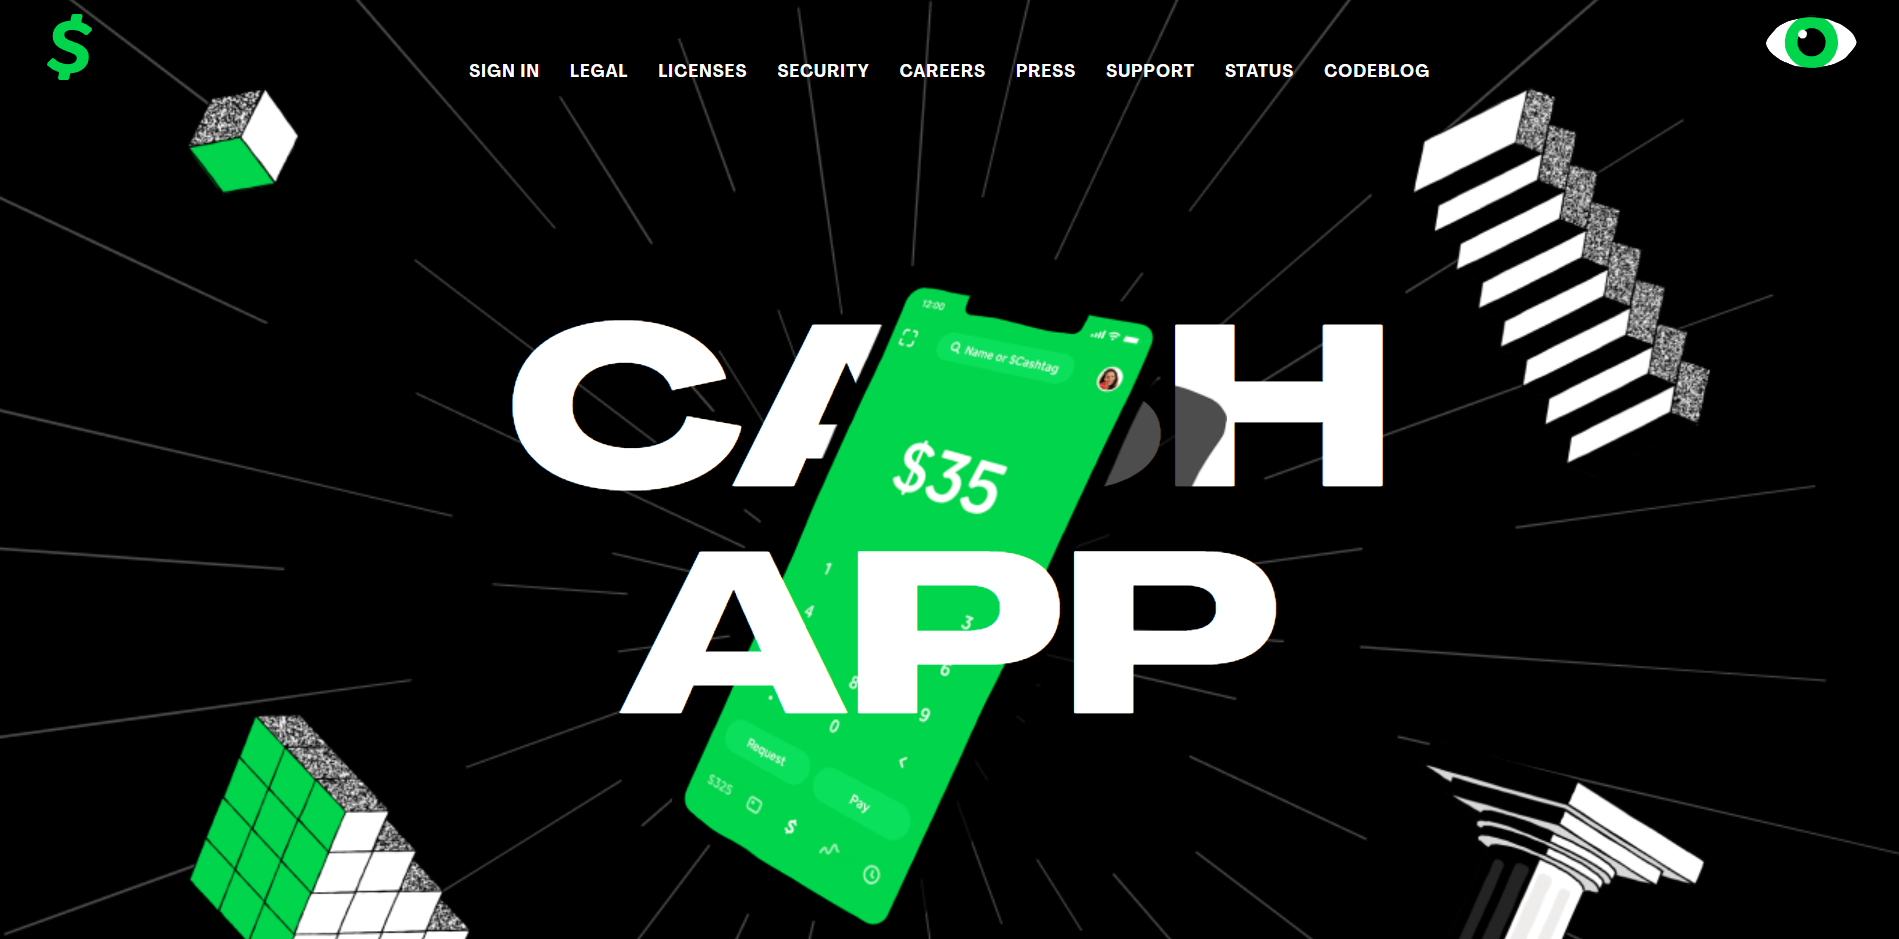 $
SIGN IN LEGAL LICENSES SECURITY CAREERS PRESS SUPPORT STATUS CODEBLOG
CASH
APP
12:00
Name or $Cashtag
$35
1
4 3
8 6
0 9
<
Request Pay
$325
$